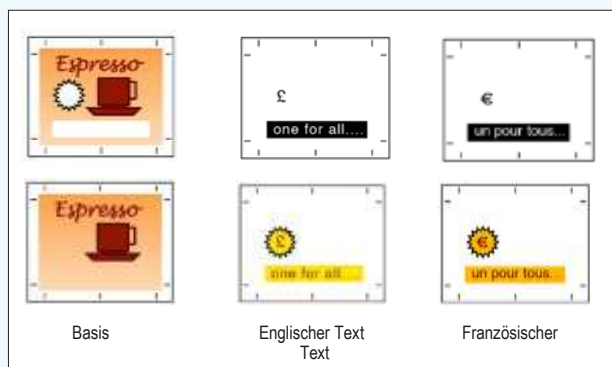 Espresso
£
one for all....
€
un pour tous...
Espresso
£
one for all....
€
un pour tous...
Basis
Englischer Text
Französischer
Text